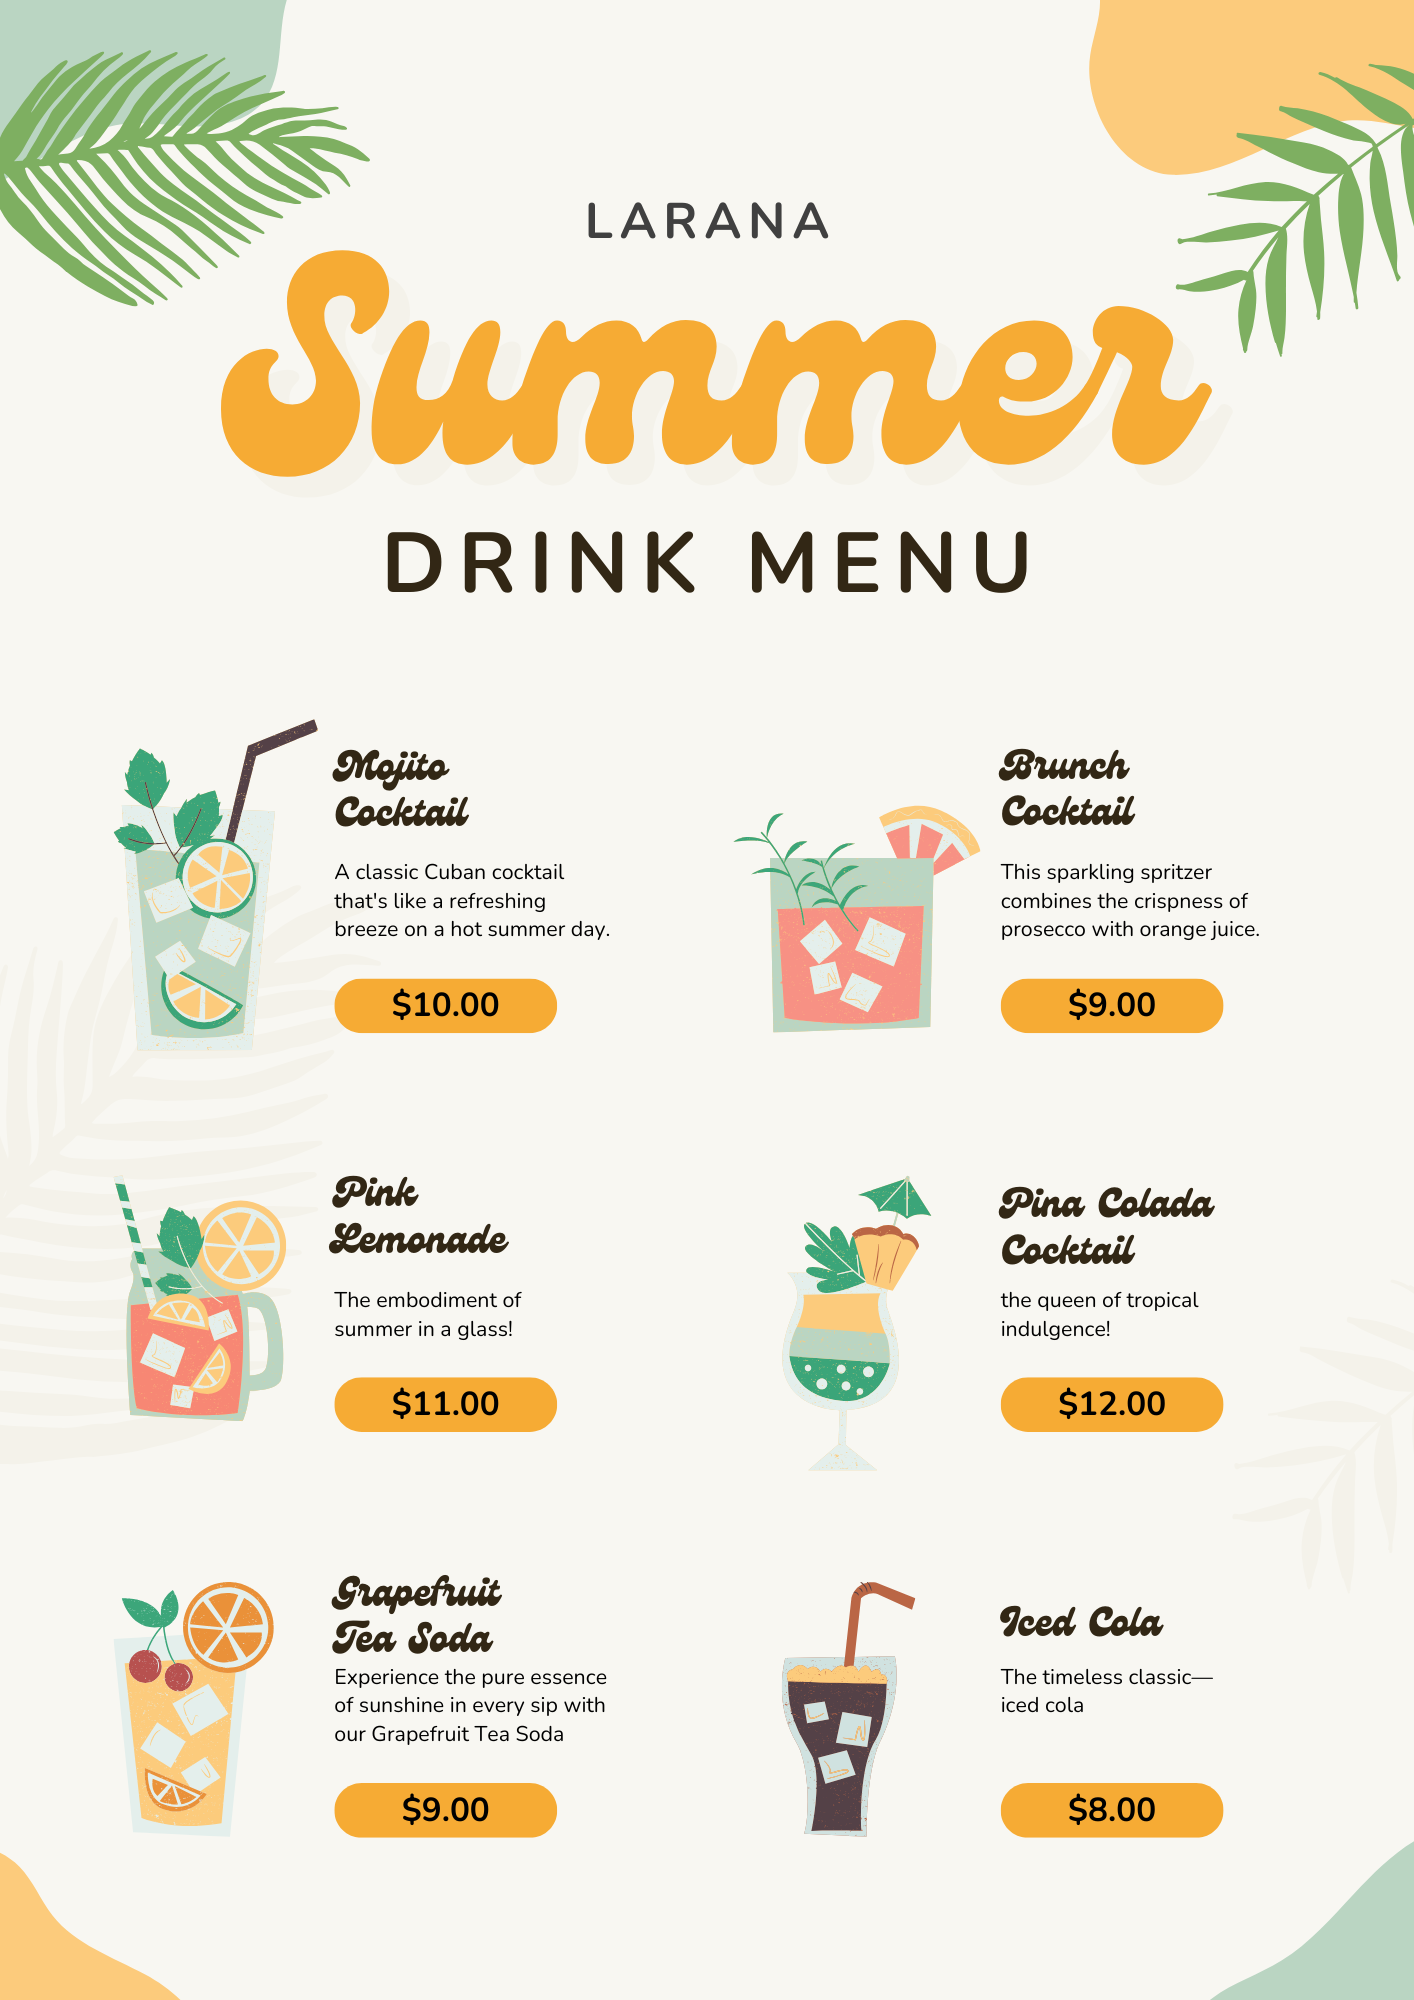 LARANA
Summer
DRINK MENU
Mojito
Cocktail
A classic Cuban cocktail
that's like a refreshing
breeze on a hot summer day.
$10.00
Brunch
Cocktail
This sparkling spritzer
combines the crispness of
prosecco with orange juice.
$9.00
Pink
Lemonade
The embodiment of
summer in a glass!
$11.00
Pina Colada
Cocktail
the queen of tropical
indulgence!
$12.00
Grapefruit
Tea Soda
Experience the pure essence
of sunshine in every sip with
our Grapefruit Tea Soda
$9.00
Iced Cola
The timeless classic—
iced cola
$8.00